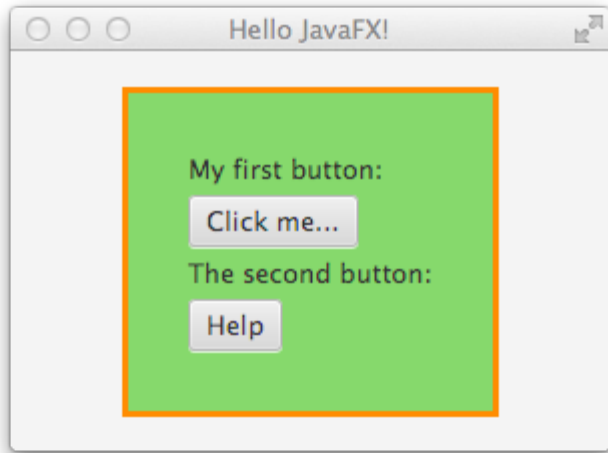 Hello JavaFX!
My first button:
Click me...
The second button:
Help